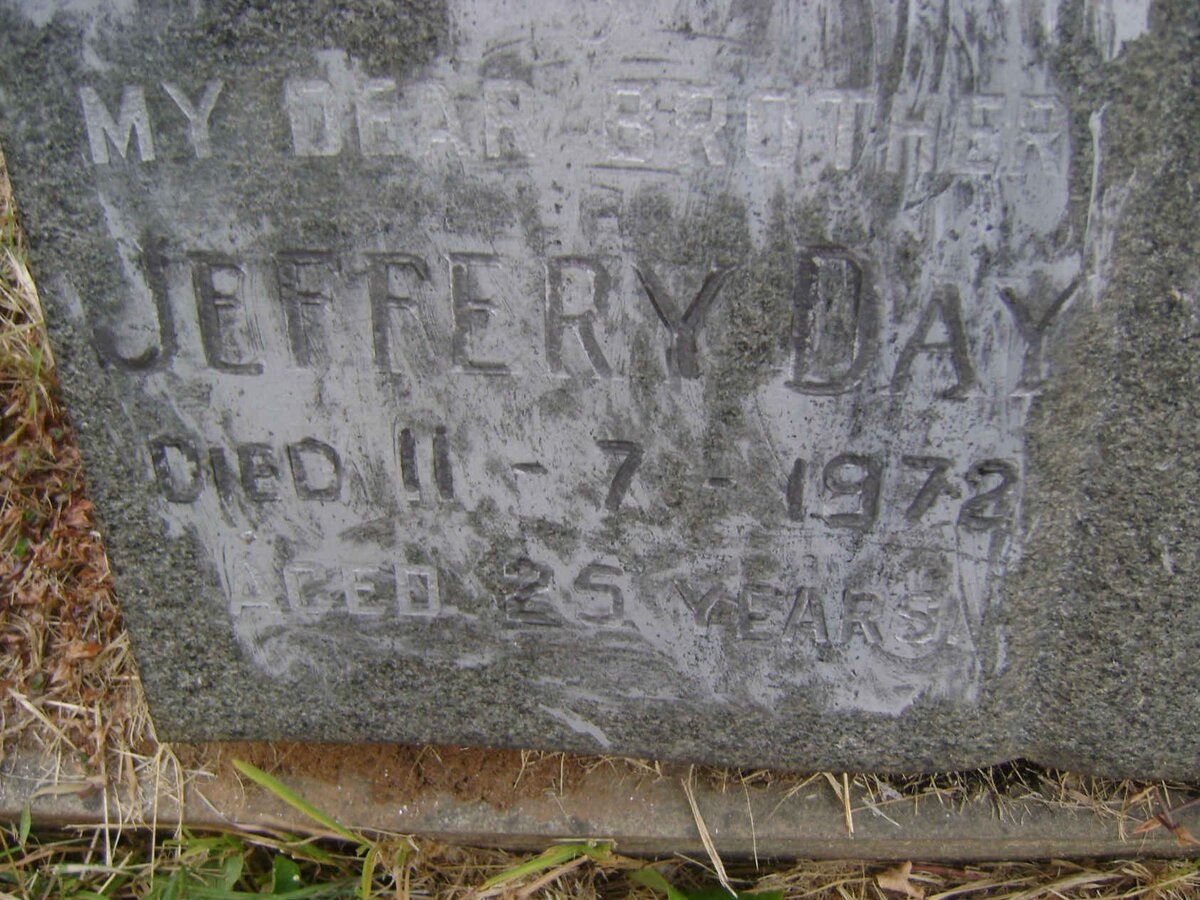 MY DEAR BROTHER
JEFFERY DAY
DIED 11-7-1972
AGED 25 YEARS